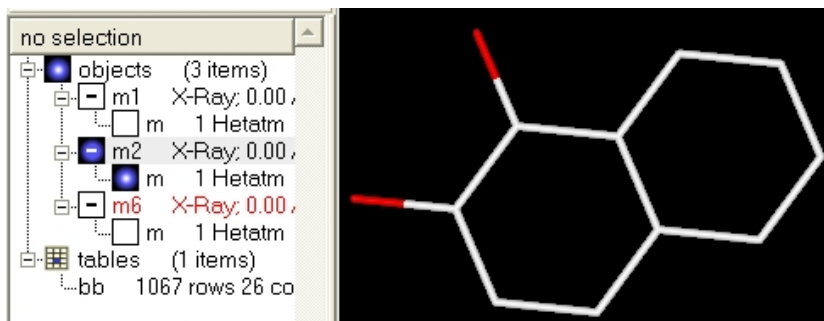 no selection
objects (3 items)
m1 X-Ray; 0.00
m 1 Hetatm
m2 X-Ray; 0.00
m 1 Hetatm
m6 X-Ray; 0.00
m 1 Hetatm
tables (1 items)
bb 1067 rows 26 co